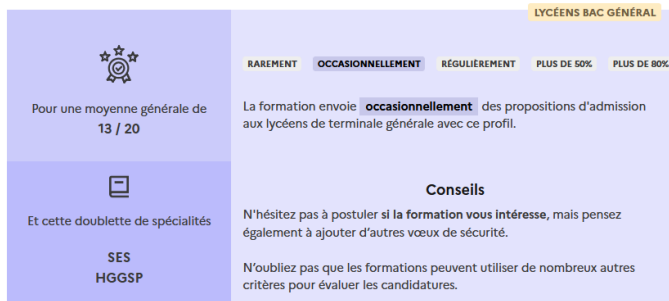 LYCÉENS BAC GÉNÉRAL
Pour une moyenne générale de
13 / 20
RAREMENT OCCASIONNELLEMENT RÉGULIÈREMENT PLUS DE 50% PLUS DE 80%
La formation envoie occasionnellement des propositions d'admission
aux lycéens de terminale générale avec ce profil.
Et cette doublette de spécialités
SES
HGGSP
Conseils
N'hésitez pas à postuler si la formation vous intéresse, mais pensez
également à ajouter d'autres vœux de sécurité.
N'oubliez pas que les formations peuvent utiliser de nombreux autres
critères pour évaluer les candidatures.